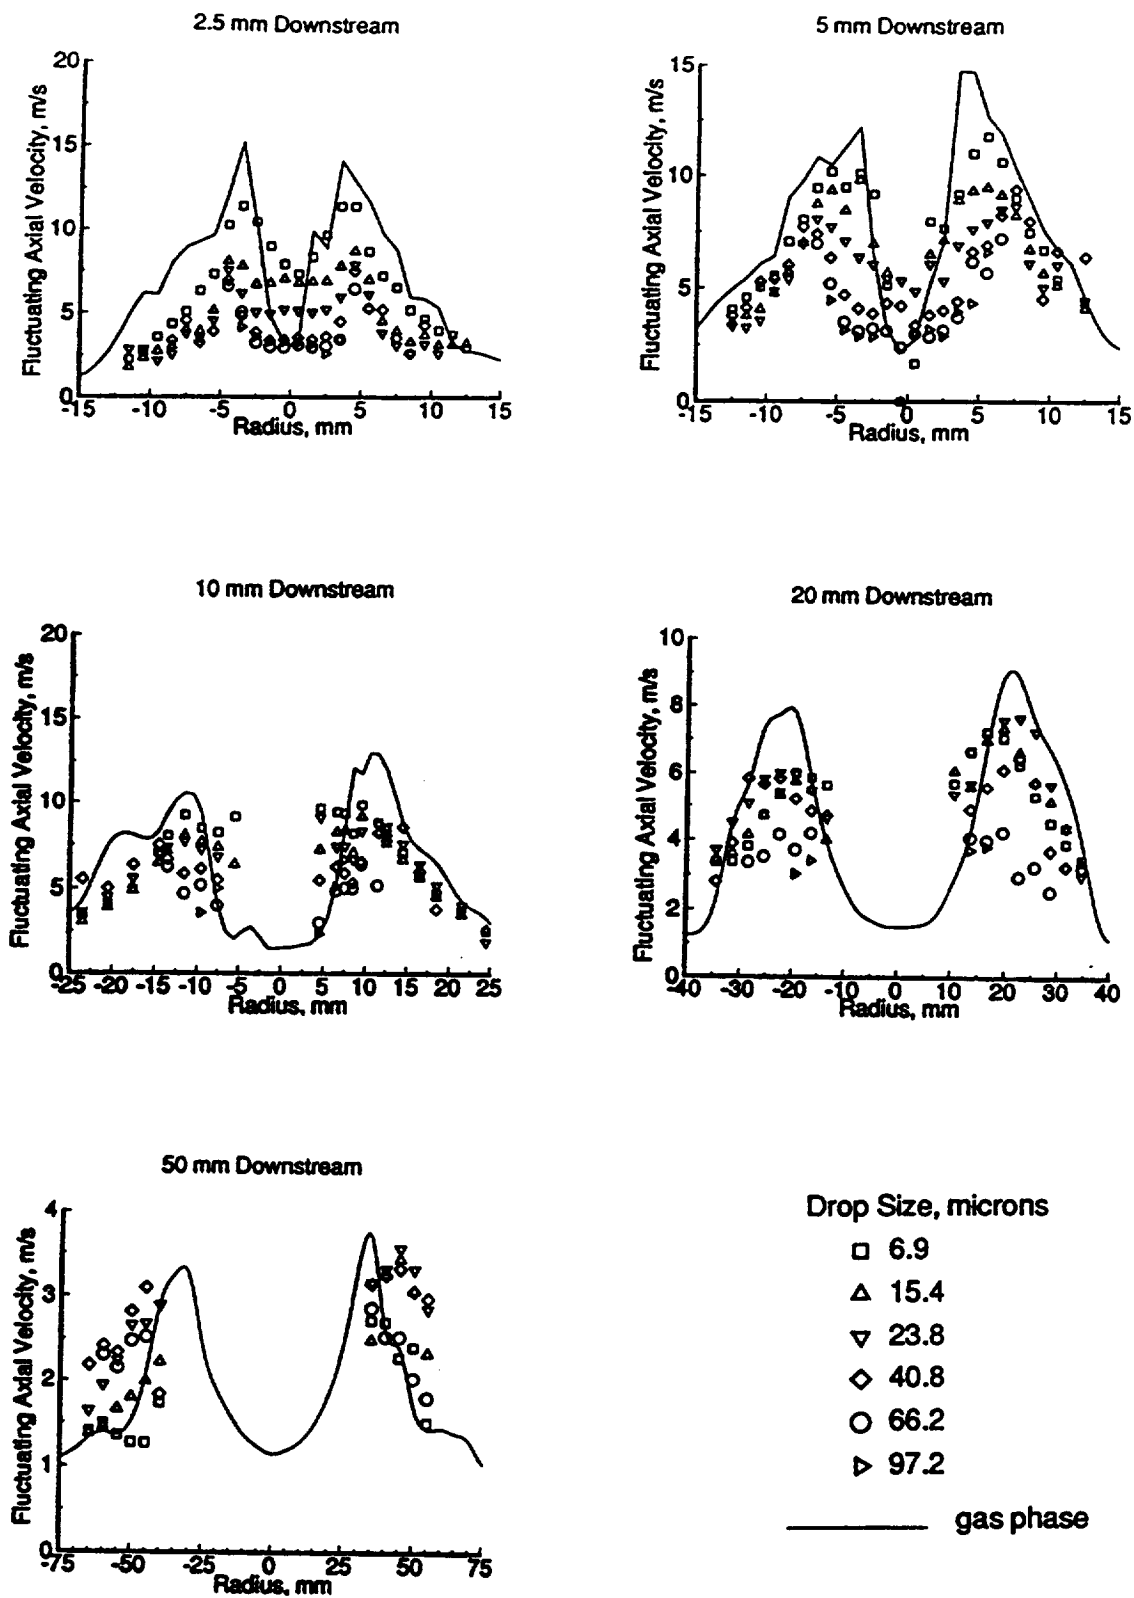 2.5 mm Downstream
Fluctuating Axial Velocity, m/s
20
15
10
5
0
-15 -10 -5 0 5 10 15
Radius, mm
5 mm Downstream
Fluctuating Axial Velocity, m/s
15
10
5
0
-15 -10 -5 0 5 10 15
Radius, mm
10 mm Downstream
Fluctuating Axial Velocity, m/s
20
15
10
5
0
-25 -20 -15 -10 -5 0 5 10 15 20 25
Radius, mm
20 mm Downstream
Fluctuating Axial Velocity, m/s
10
8
6
4
2
0
-40 -30 -20 -10 0 10 20 30 40
Radius, mm
50 mm Downstream
Fluctuating Axial Velocity, m/s
4
3
2
1
0
-75 -50 -25 0 25 50 75
Radius, mm
Drop Size, microns
6.9
15.4
23.8
40.8
66.2
97.2
gas phase